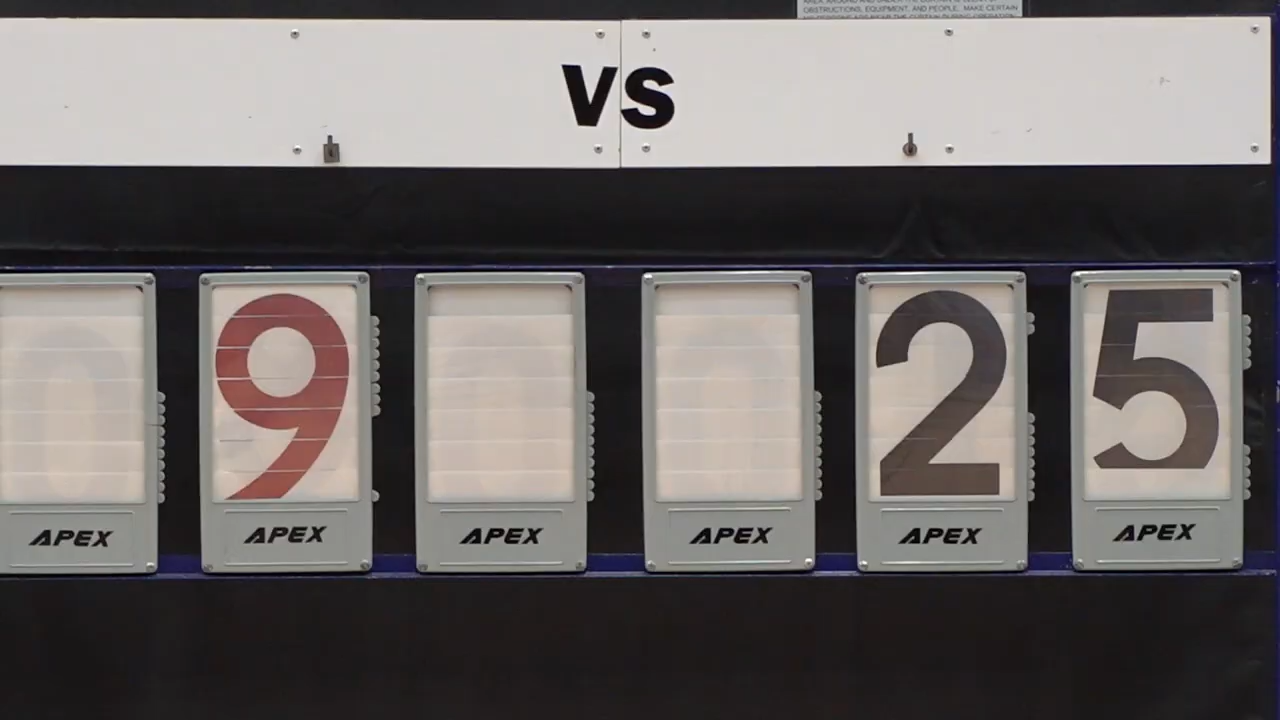 OBSTRUCTIONS, EQUIPMENT, AND PEOPLE. MAKE CERTAIN
VS
9 2 5
APEX APEX APEX APEX APEX APEX